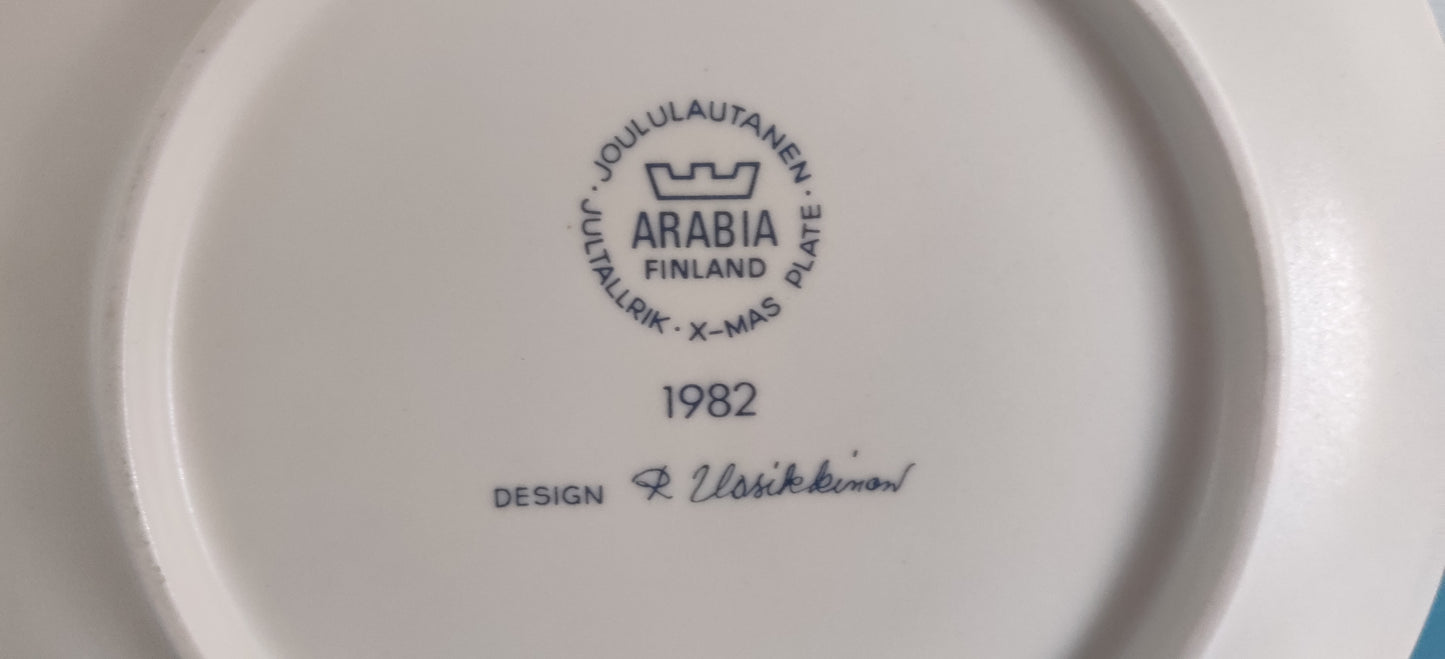 · JOULULAUTANEN · 
ARABIA
FINLAND
JULTALLRIK · X-MAS PLATE
1982
DESIGN R Uosikkinen